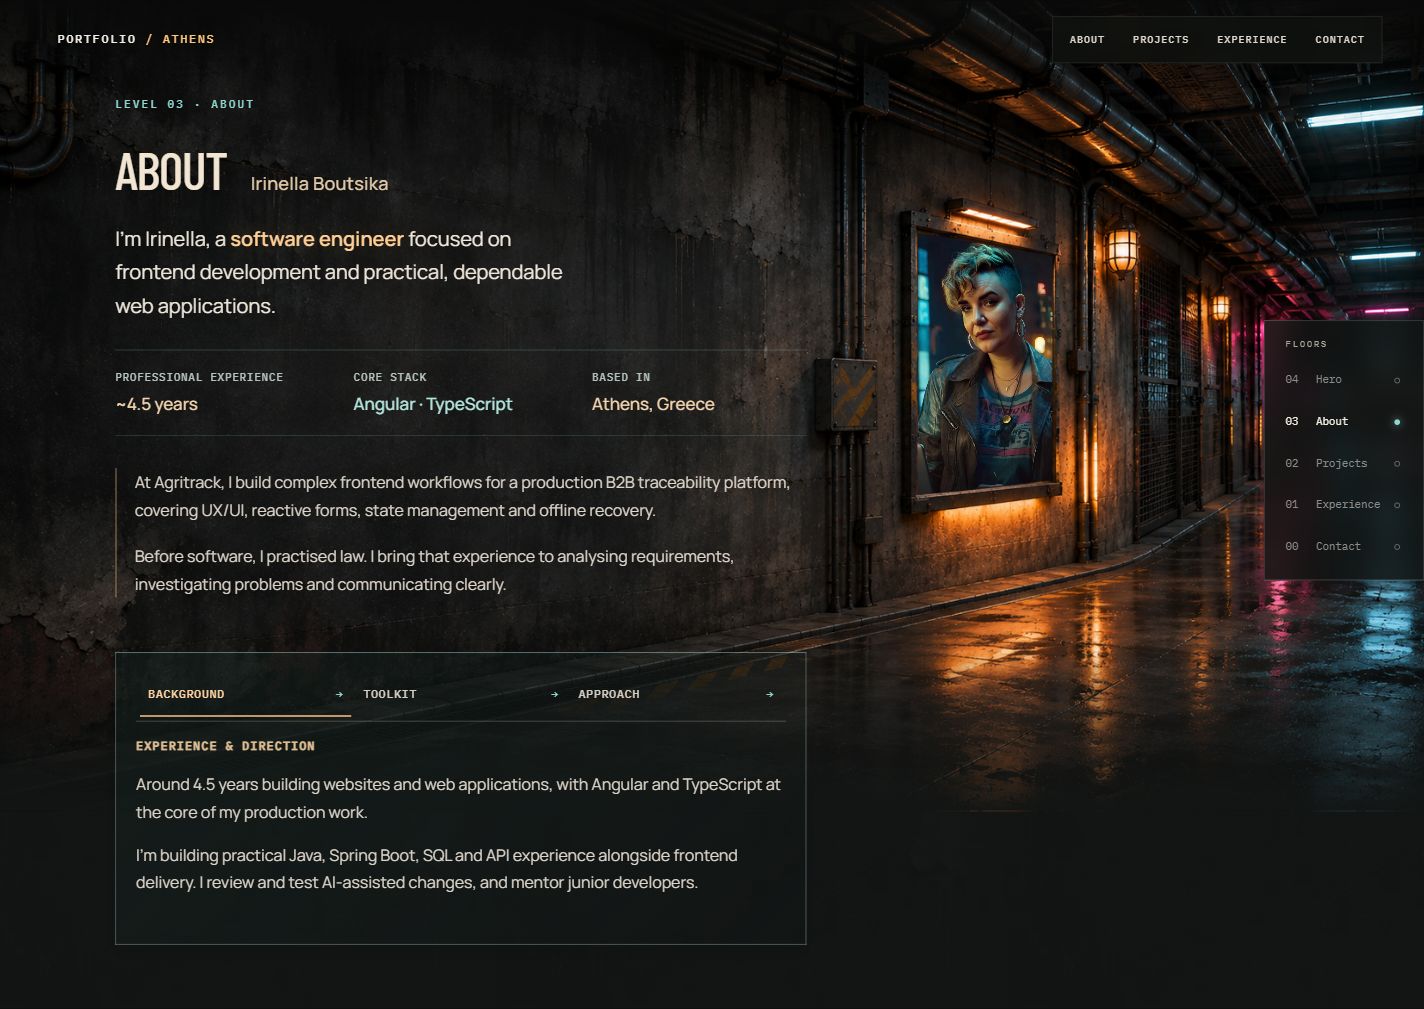 PORTFOLIO / ATHENS
ABOUT PROJECTS EXPERIENCE CONTACT
LEVEL 03 · ABOUT
ABOUT Irinella Boutsika
I'm Irinella, a software engineer focused on
frontend development and practical, dependable
web applications.
PROFESSIONAL EXPERIENCE
~4.5 years
CORE STACK
Angular · TypeScript
BASED IN
Athens, Greece
At Agritrack, I build complex frontend workflows for a production B2B traceability platform,
covering UX/UI, reactive forms, state management and offline recovery.
Before software, I practised law. I bring that experience to analysing requirements,
investigating problems and communicating clearly.
BACKGROUND → TOOLKIT → APPROACH →
EXPERIENCE & DIRECTION
Around 4.5 years building websites and web applications, with Angular and TypeScript at
the core of my production work.
I'm building practical Java, Spring Boot, SQL and API experience alongside frontend
delivery. I review and test AI-assisted changes, and mentor junior developers.
FLOORS
04 Hero
03 About
02 Projects
01 Experience
00 Contact